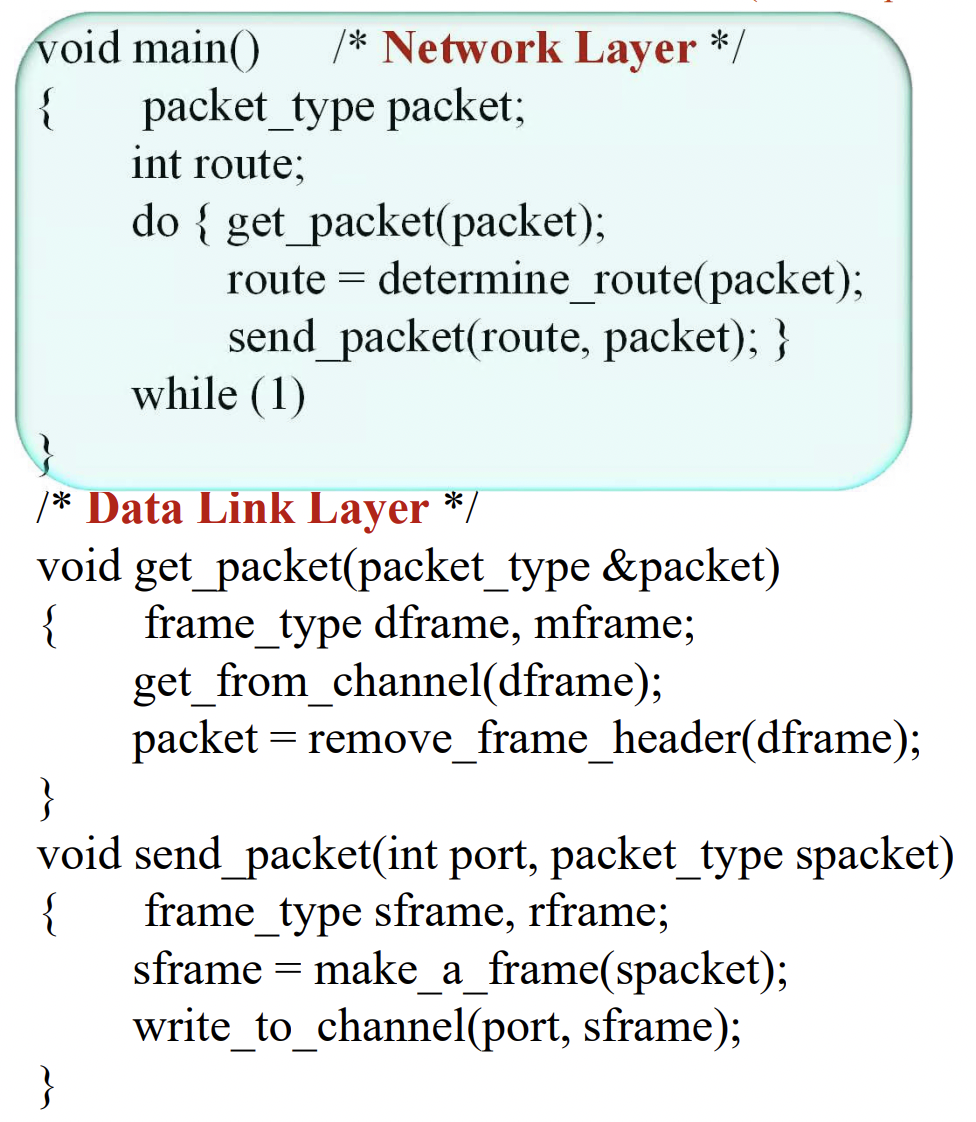 void main() /* Network Layer */
{ packet_type packet;
int route;
do { get_packet(packet);
route = determine_route(packet);
send_packet(route, packet); }
while (1)
}
/* Data Link Layer */
void get_packet(packet_type &packet)
{ frame_type dframe, mframe;
get_from_channel(dframe);
packet = remove_frame_header(dframe);
}
void send_packet(int port, packet_type spacket)
{ frame_type sframe, rframe;
sframe = make_a_frame(spacket);
write_to_channel(port, sframe);
}